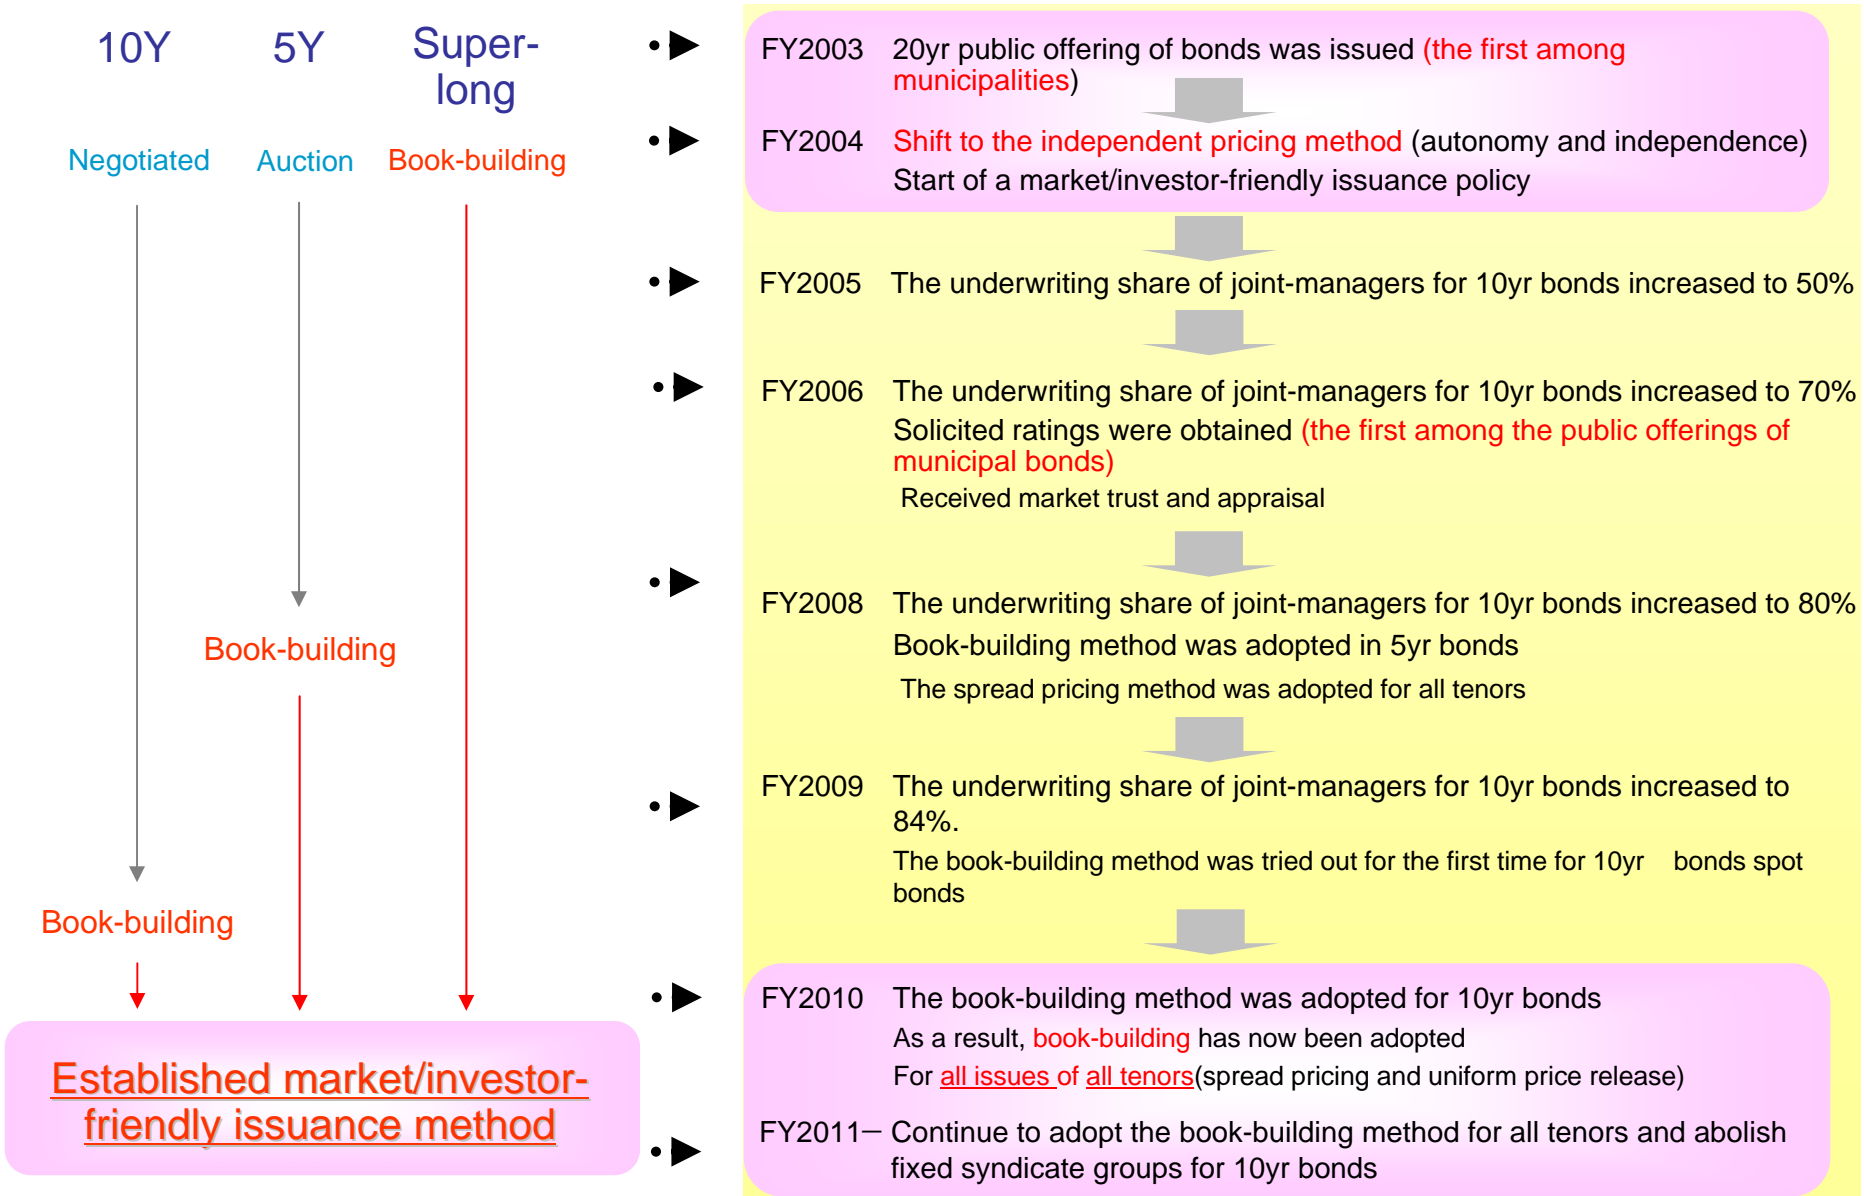 10Y
5Y
Super-
long
Negotiated
Auction
Book-building
Book-building
Book-building
Established market/investor-
friendly issuance method
FY2003 20yr public offering of bonds was issued (the first among
municipalities)
FY2004 Shift to the independent pricing method (autonomy and independence)
Start of a market/investor-friendly issuance policy
FY2005 The underwriting share of joint-managers for 10yr bonds increased to 50%
FY2006 The underwriting share of joint-managers for 10yr bonds increased to 70%
Solicited ratings were obtained (the first among the public offerings of
municipal bonds)
Received market trust and appraisal
FY2008 The underwriting share of joint-managers for 10yr bonds increased to 80%
Book-building method was adopted in 5yr bonds
The spread pricing method was adopted for all tenors
FY2009 The underwriting share of joint-managers for 10yr bonds increased to
84%.
The book-building method was tried out for the first time for 10yr bonds spot
bonds
FY2010 The book-building method was adopted for 10yr bonds
As a result, book-building has now been adopted
For all issues of all tenors(spread pricing and uniform price release)
FY2011― Continue to adopt the book-building method for all tenors and abolish
fixed syndicate groups for 10yr bonds